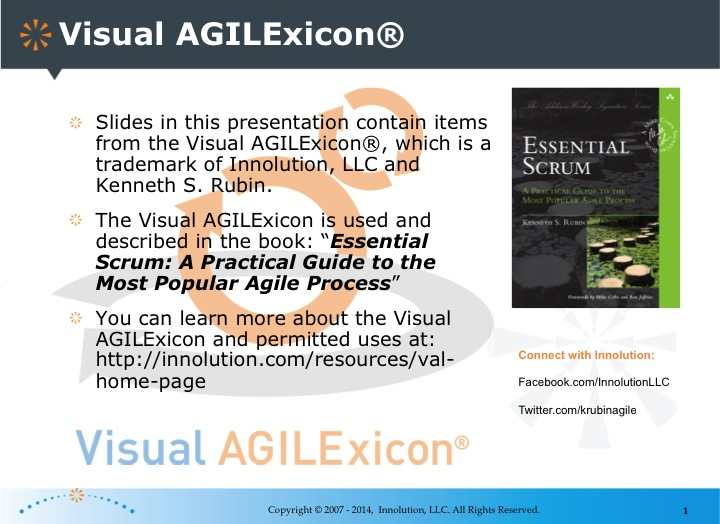 Visual AGILExicon®
Slides in this presentation contain items
from the Visual AGILExicon®, which is a
trademark of Innolution, LLC and
Kenneth S. Rubin.
The Visual AGILExicon is used and
described in the book: “Essential
Scrum: A Practical Guide to the
Most Popular Agile Process”
You can learn more about the Visual
AGILExicon and permitted uses at:
http://innolution.com/resources/val-
home-page
Visual AGILExicon®
The Addison-Wesley Signature Series
ESSENTIAL
SCRUM
A PRACTICAL GUIDE TO THE
MOST POPULAR AGILE PROCESS
KENNETH S. RUBIN
Forewords by Mike Cohn and Ron Jeffries
Connect with Innolution:
Facebook.com/InnolutionLLC
Twitter.com/krubinagile
Copyright © 2007 - 2014, Innolution, LLC. All Rights Reserved.
1